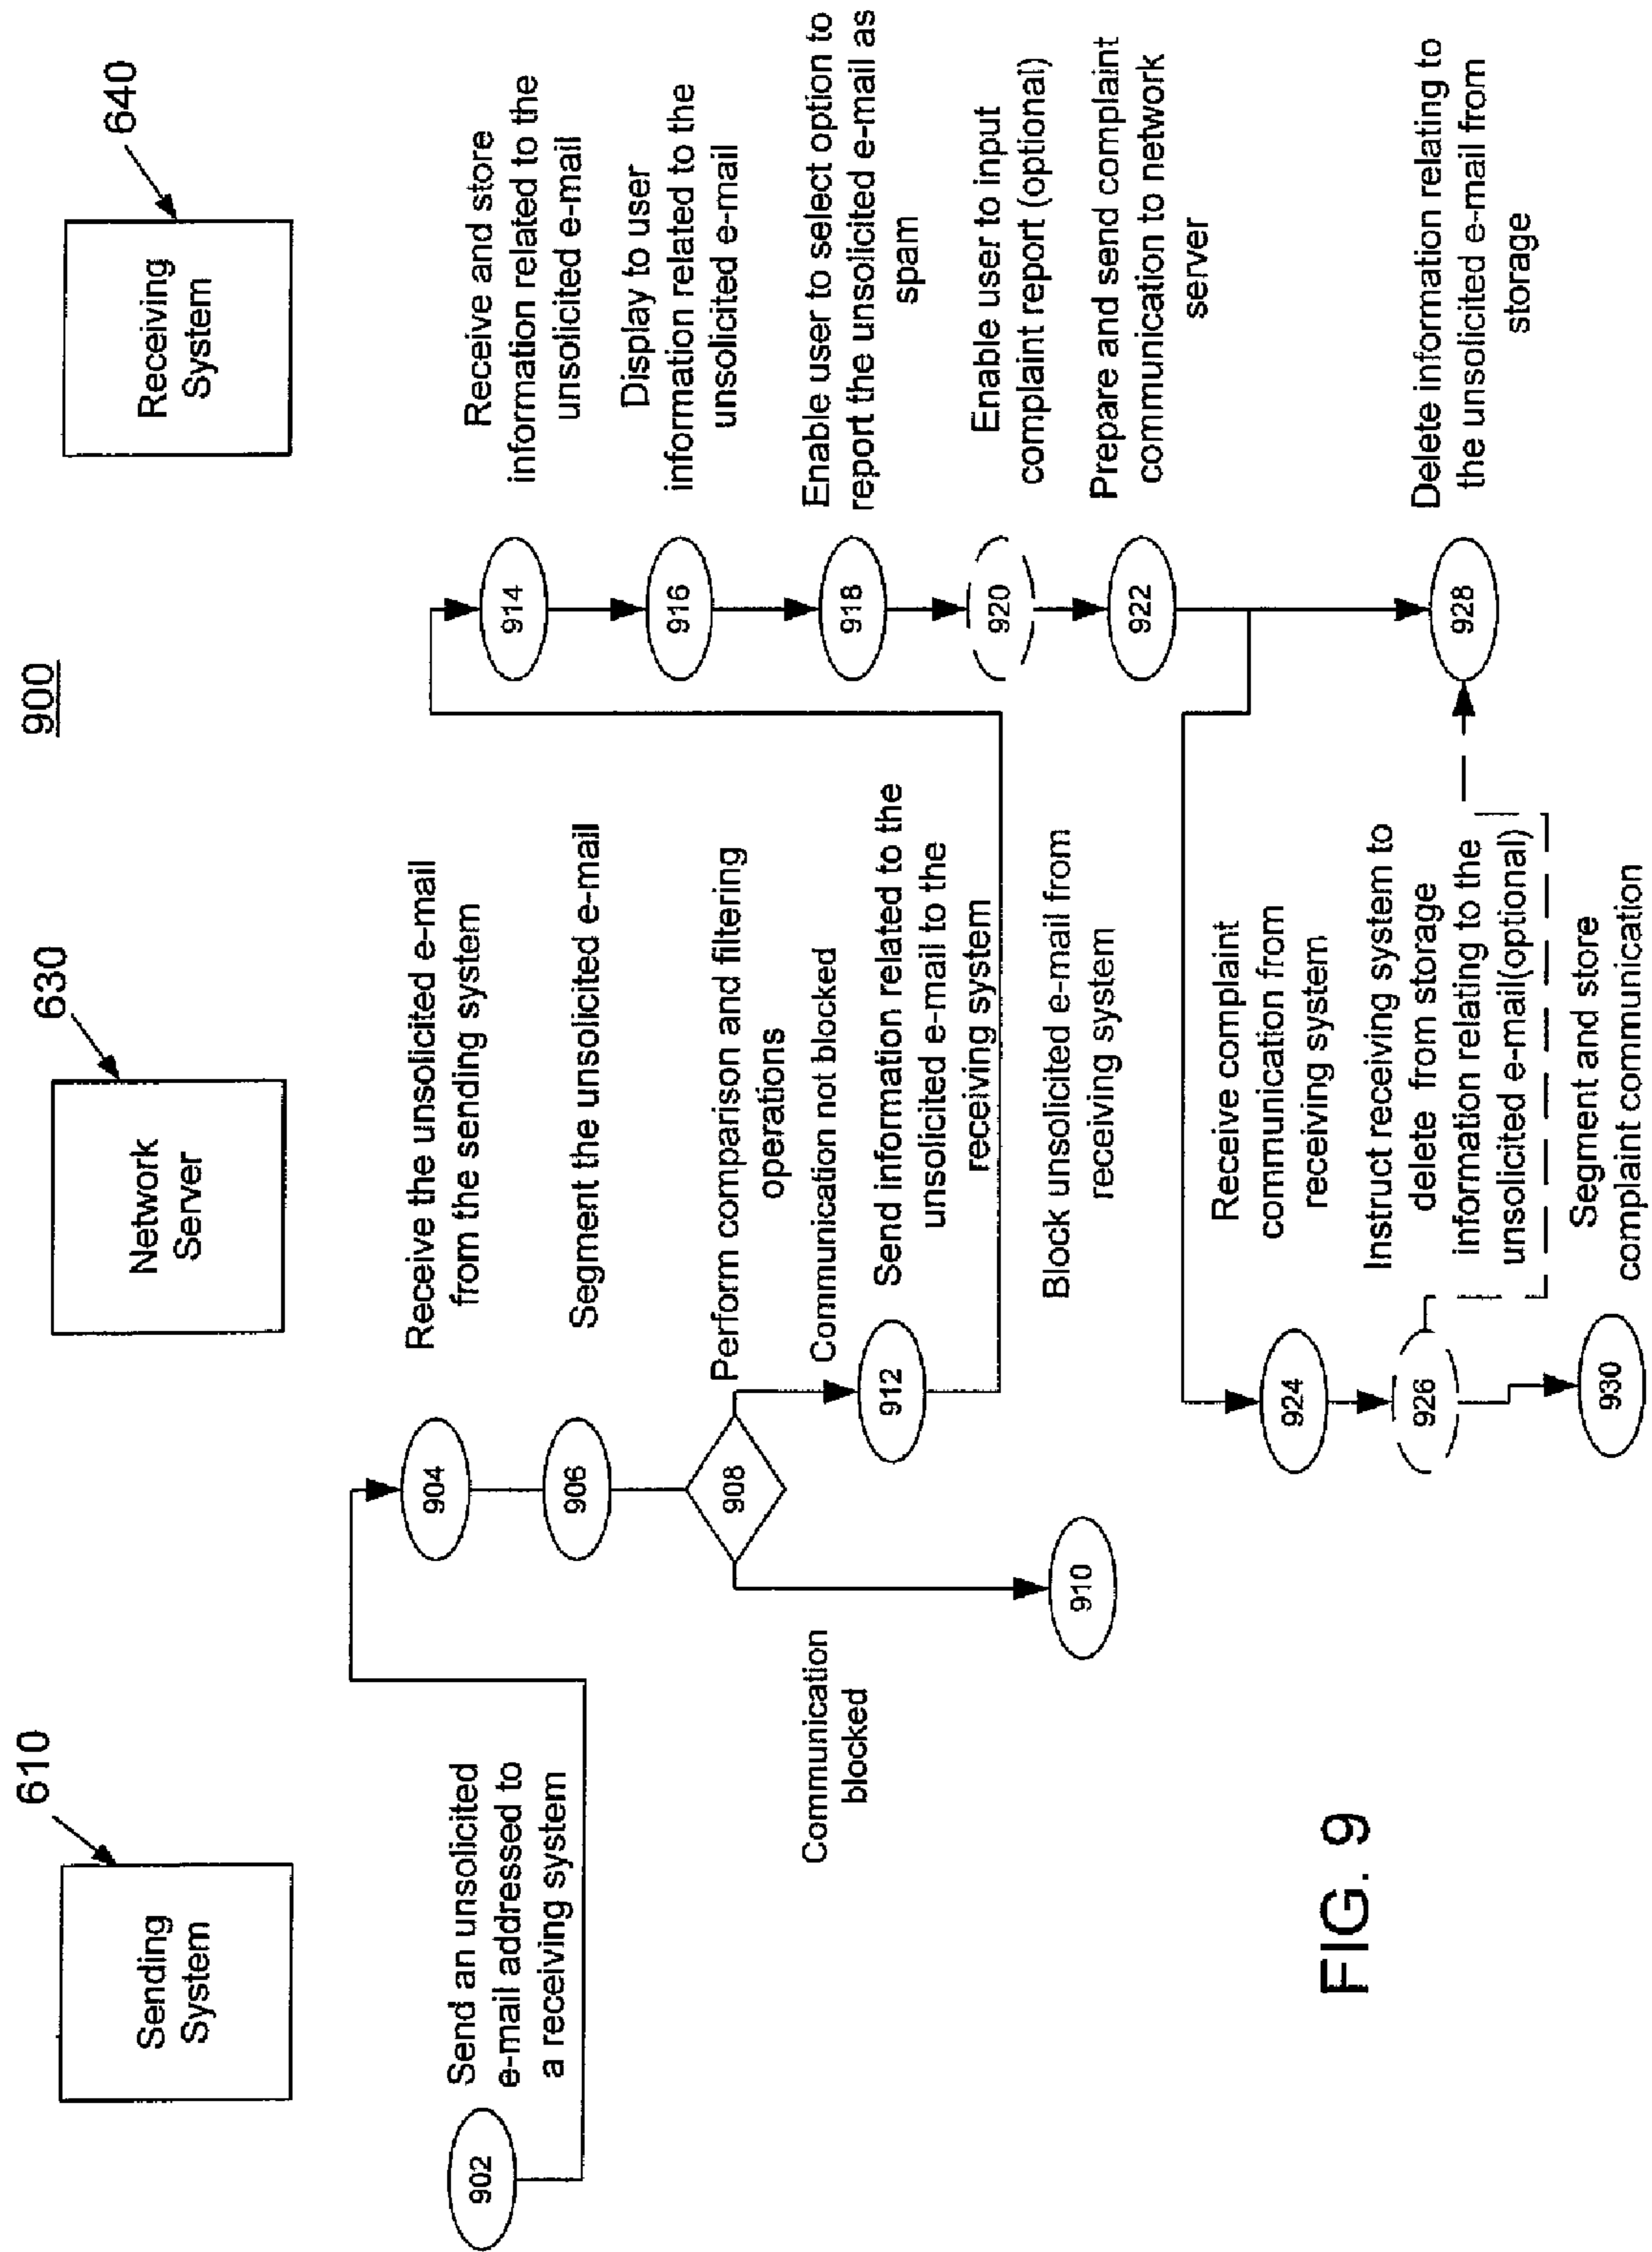 900
610
Sending
System
630
Network
Server
640
Receiving
System
902
Send an unsolicited
e-mail addressed to
a receiving system
904
Receive the unsolicited e-mail
from the sending system
906
Segment the unsolicited e-mail
908
Perform comparison and filtering
operations
Communication
blocked
Communication not blocked
912
Send information related to the
unsolicited e-mail to the
receiving system
910
Block unsolicited e-mail from
receiving system
914
Receive and store
information related to the
unsolicited e-mail
916
Display to user
information related to the
unsolicited e-mail
918
Enable user to select option to
report the unsolicited e-mail as
spam
920
Enable user to input
complaint report (optional)
922
Prepare and send complaint
communication to network
server
924
Receive complaint
communication from
receiving system
926
Instruct receiving system to
delete from storage
information relating to the
unsolicited e-mail(optional)
928
Delete information relating to
the unsolicited e-mail from
storage
930
Segment and store
complaint communication
FIG. 9